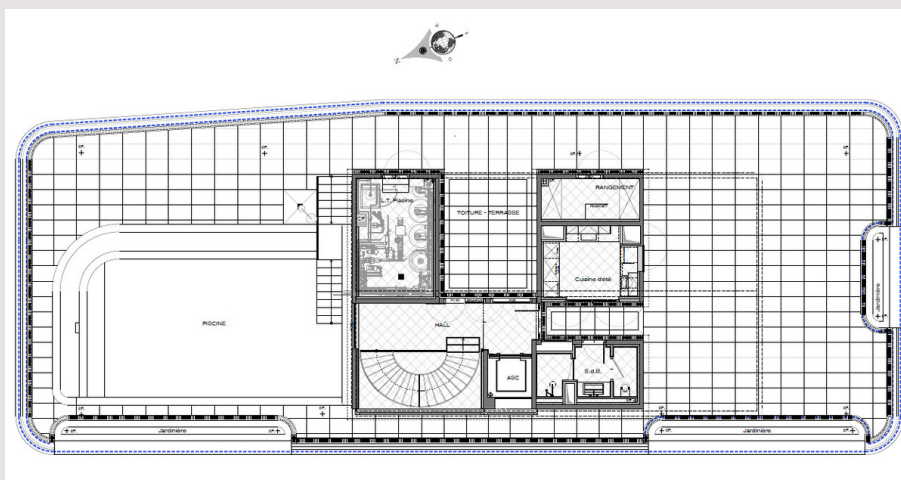 N
O
RANGEMENT
L.T. Piscine
TOITURE - TERRASSE
Cuisine d'été
Jardinière
PISCINE
HALL
ASC
S.d.B.
Jardinière
Jardinière